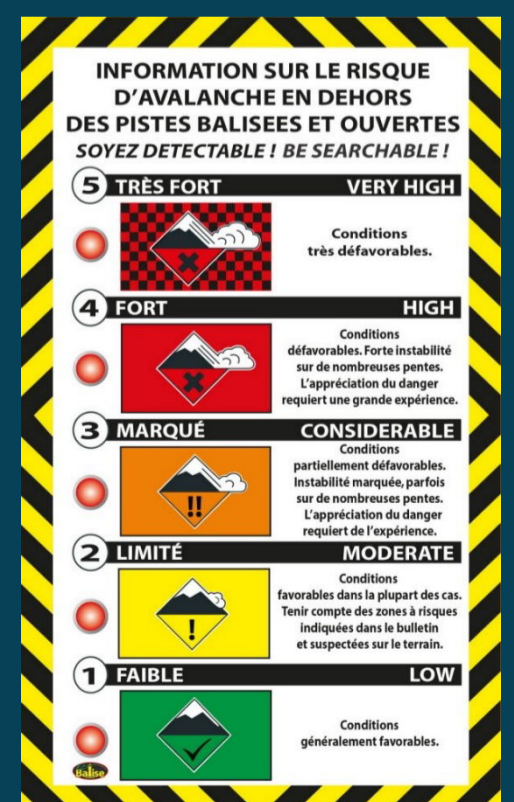 INFORMATION SUR LE RISQUE
D'AVALANCHE EN DEHORS
DES PISTES BALISEES ET OUVERTES
SOYEZ DETECTABLE ! BE SEARCHABLE !
5 TRÈS FORT VERY HIGH
Conditions
très défavorables.
4 FORT HIGH
Conditions
défavorables. Forte instabilité
sur de nombreuses pentes.
L'appréciation du danger
requiert une grande expérience.
3 MARQUÉ CONSIDERABLE
Conditions
partiellement défavorables.
Instabilité marquée, parfois
sur de nombreuses pentes.
L'appréciation du danger
requiert de l'expérience.
!!
2 LIMITÉ MODERATE
Conditions
favorables dans la plupart des cas.
Tenir compte des zones à risques
indiquées dans le bulletin
et suspectées sur le terrain.
!
1 FAIBLE LOW
Conditions
généralement favorables.
Balise